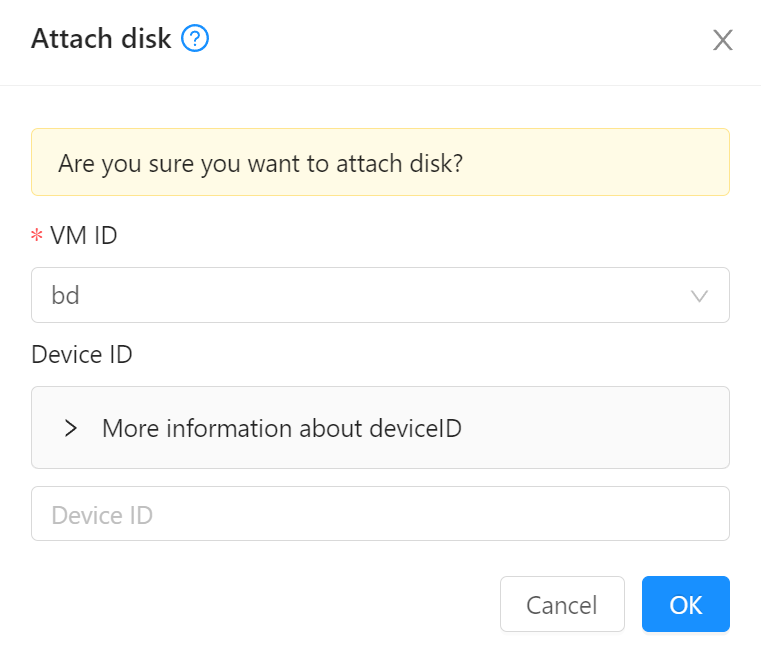 Attach disk ?
Are you sure you want to attach disk?
* VM ID
bd
Device ID
More information about deviceID
Device ID
Cancel
OK